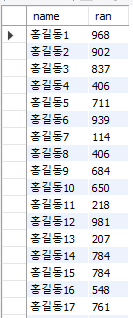 name ran
홍길동1 968
홍길동2 902
홍길동3 837
홍길동4 406
홍길동5 711
홍길동6 939
홍길동7 114
홍길동8 406
홍길동9 684
홍길동10 650
홍길동11 218
홍길동12 981
홍길동13 207
홍길동14 784
홍길동15 784
홍길동16 548
홍길동17 761